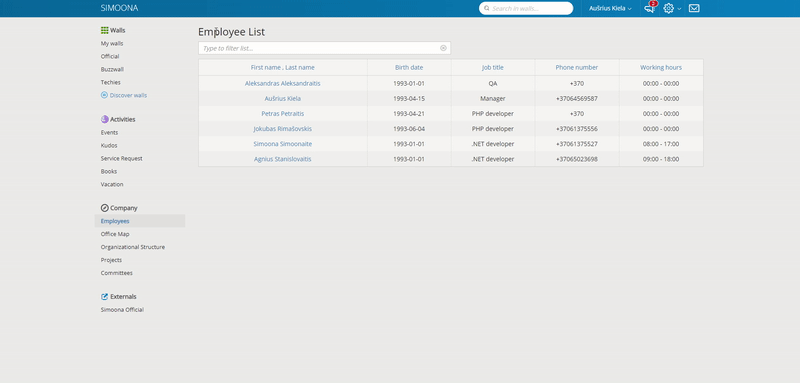 SIMOONA
Search in walls...
Aušrius Kiela
2
Walls
My walls
Official
Buzzwall
Techies
Discover walls
Activities
Events
Kudos
Service Request
Books
Vacation
Company
Employees
Office Map
Organizational Structure
Projects
Committees
Externals
Simoona Official
Employee List
Type to filter list...
First name , Last name Birth date Job title Phone number Working hours
Aleksandras Aleksandraitis 1993-01-01 QA +370 00:00 - 00:00
Aušrius Kiela 1993-04-15 Manager +37064569587 00:00 - 00:00
Petras Petraitis 1993-04-21 PHP developer +370 00:00 - 00:00
Jokubas Rimašovskis 1993-06-04 PHP developer +37061375556 00:00 - 00:00
Simoona Simoonaite 1993-01-01 .NET developer +37061375527 08:00 - 17:00
Agnius Stanislovaitis 1993-01-01 .NET developer +37065023698 09:00 - 18:00